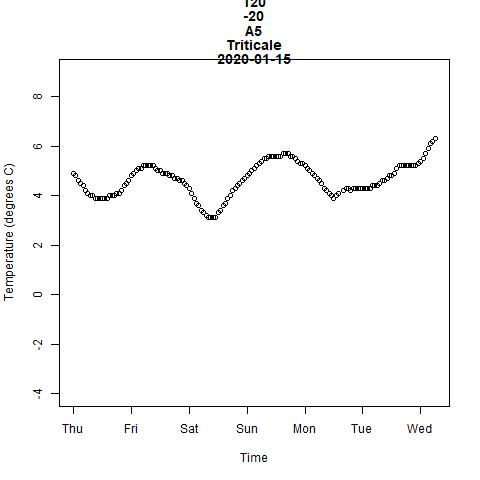 120
-20
A5
Triticale
2020-01-15
Temperature (degrees C)
8
6
4
2
0
-2
-4
Thu Fri Sat Sun Mon Tue Wed
Time